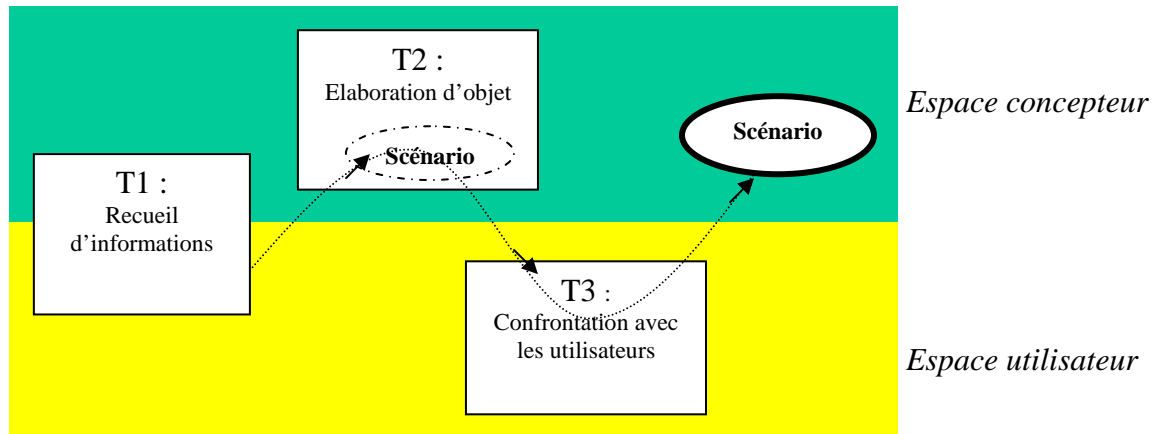 T2 :
Elaboration d'objet
Scénario
Scénario
Espace concepteur
T1 :
Recueil
d'informations
T3 :
Confrontation avec
les utilisateurs
Espace utilisateur